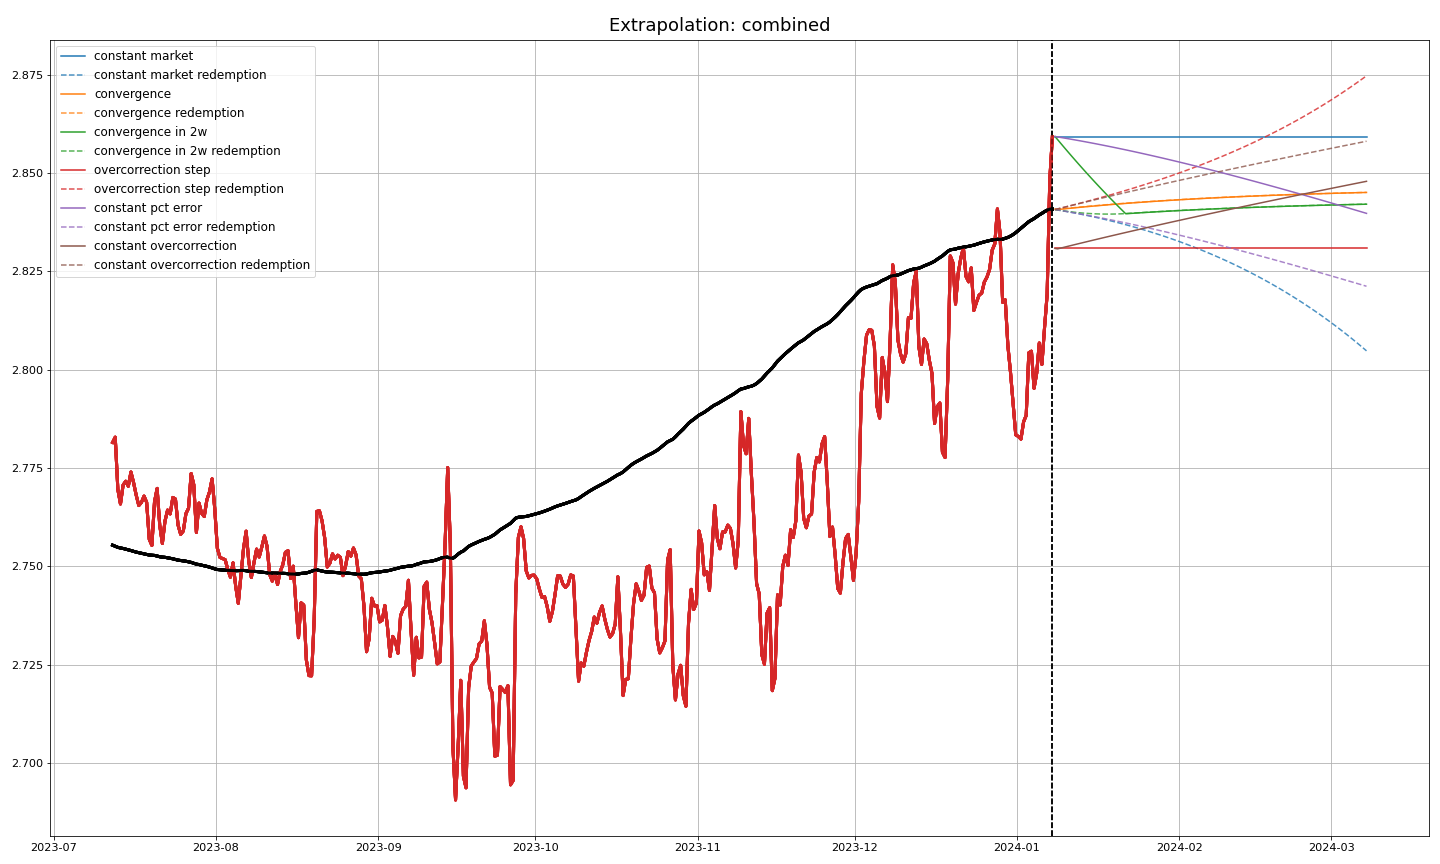 Extrapolation: combined
constant market
constant market redemption
convergence
convergence redemption
convergence in 2w
convergence in 2w redemption
overcorrection step
overcorrection step redemption
constant pct error
constant pct error redemption
constant overcorrection
constant overcorrection redemption
2.875
2.850
2.825
2.800
2.775
2.750
2.725
2.700
2023-07 2023-08 2023-09 2023-10 2023-11 2023-12 2024-01 2024-02 2024-03